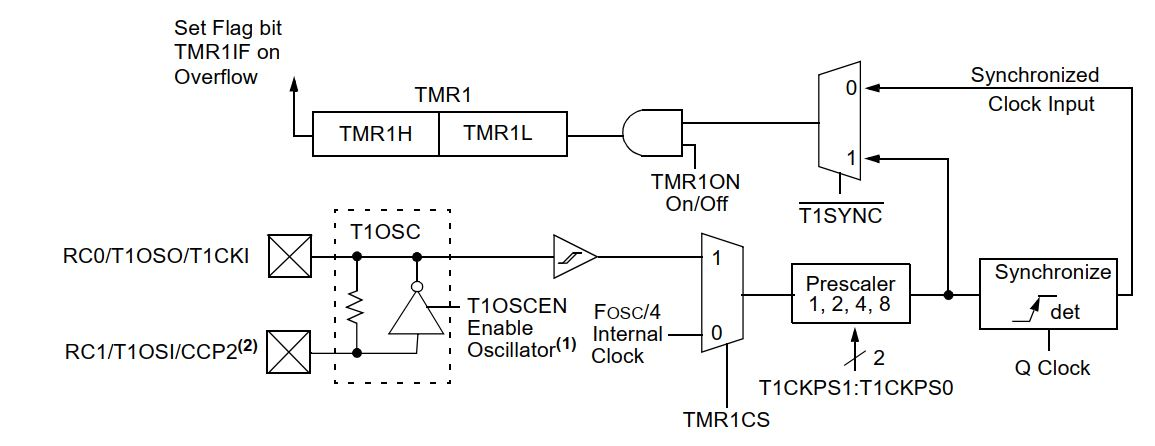 Set Flag bit
TMR1IF on
Overflow
TMR1
TMR1H
TMR1L
TMR1ON
On/Off
0
1
T1SYNC
Synchronized
Clock Input
RC0/T1OSO/T1CKI
T1OSC
RC1/T1OSI/CCP2(2)
T1OSCEN
Enable
Oscillator(1)
FOSC/4
Internal
Clock
1
0
TMR1CS
Prescaler
1, 2, 4, 8
2
T1CKPS1:T1CKPS0
Synchronize
det
Q Clock